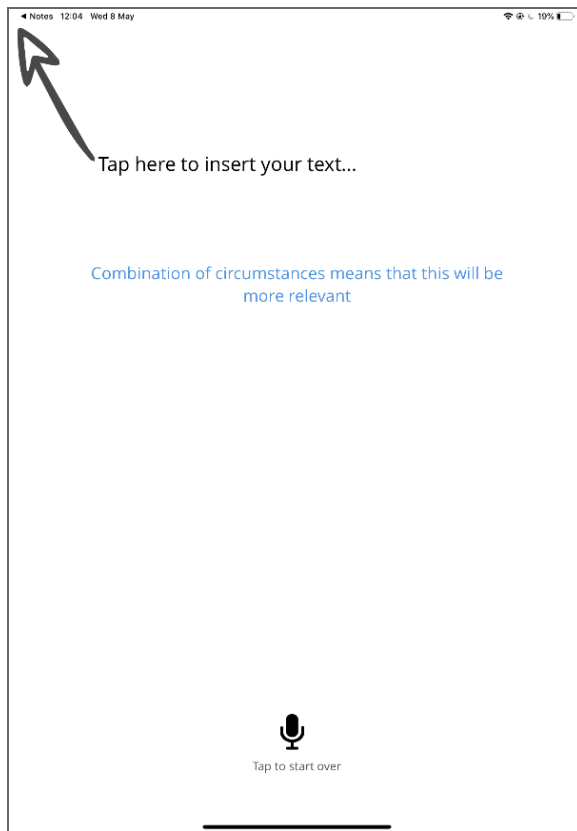 Notes 12:04 Wed 8 May 19%
Tap here to insert your text...
Combination of circumstances means that this will be
more relevant
Tap to start over